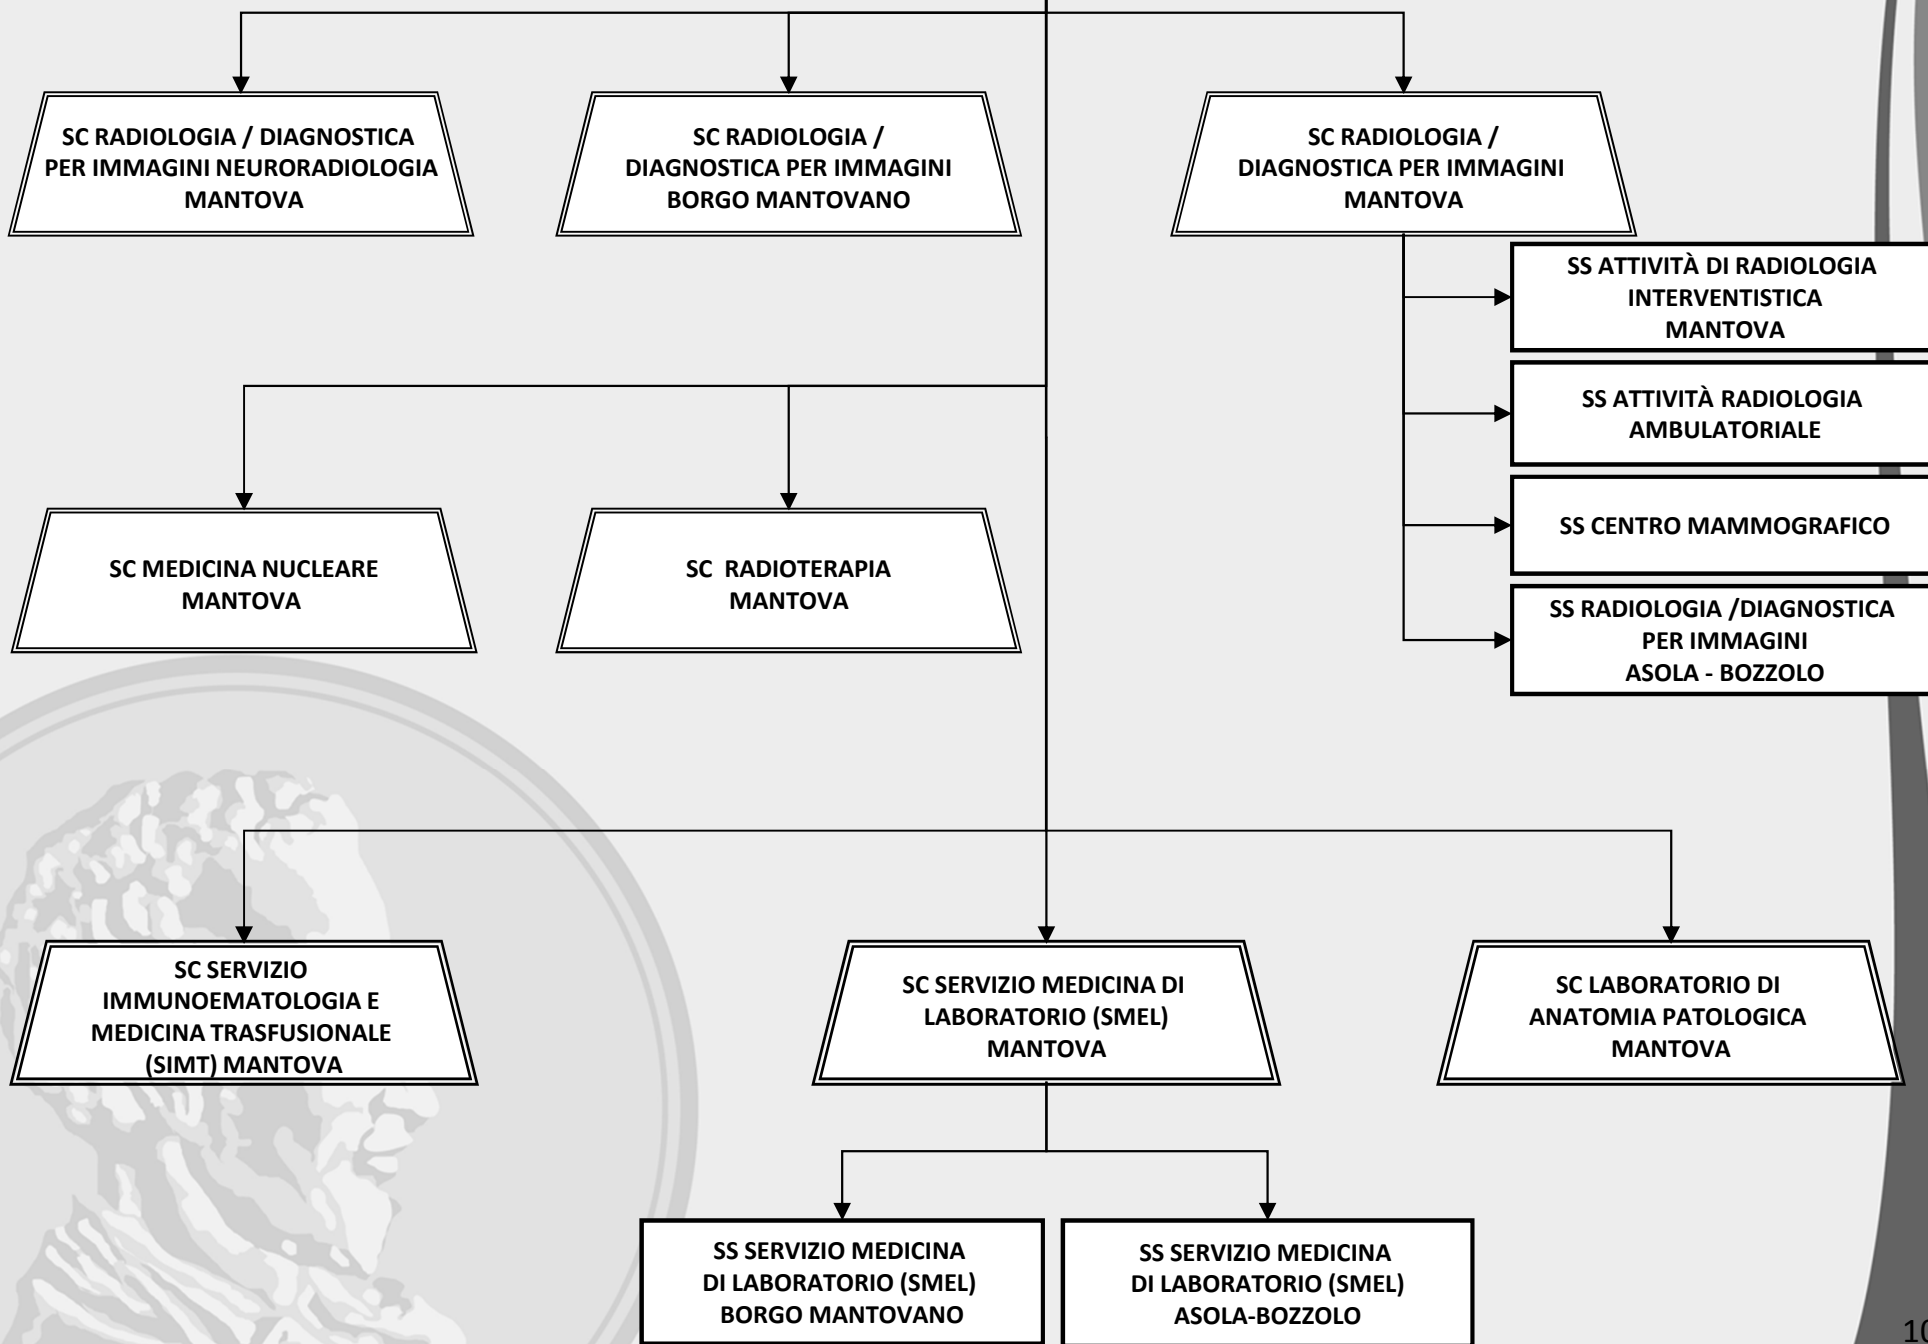 SC RADIOLOGIA / DIAGNOSTICA
PER IMMAGINI NEURORADIOLOGIA
MANTOVA
SC RADIOLOGIA /
DIAGNOSTICA PER IMMAGINI
BORGO MANTOVANO
SC RADIOLOGIA /
DIAGNOSTICA PER IMMAGINI
MANTOVA
SS ATTIVITÀ DI RADIOLOGIA
INTERVENTISTICA
MANTOVA
SS ATTIVITÀ RADIOLOGIA
AMBULATORIALE
SS CENTRO MAMMOGRAFICO
SS RADIOLOGIA /DIAGNOSTICA
PER IMMAGINI
ASOLA - BOZZOLO
SC MEDICINA NUCLEARE
MANTOVA
SC RADIOTERAPIA
MANTOVA
SC SERVIZIO
IMMUNOEMATOLOGIA E
MEDICINA TRASFUSIONALE
(SIMT) MANTOVA
SC SERVIZIO MEDICINA DI
LABORATORIO (SMEL)
MANTOVA
SC LABORATORIO DI
ANATOMIA PATOLOGICA
MANTOVA
SS SERVIZIO MEDICINA
DI LABORATORIO (SMEL)
BORGO MANTOVANO
SS SERVIZIO MEDICINA
DI LABORATORIO (SMEL)
ASOLA-BOZZOLO